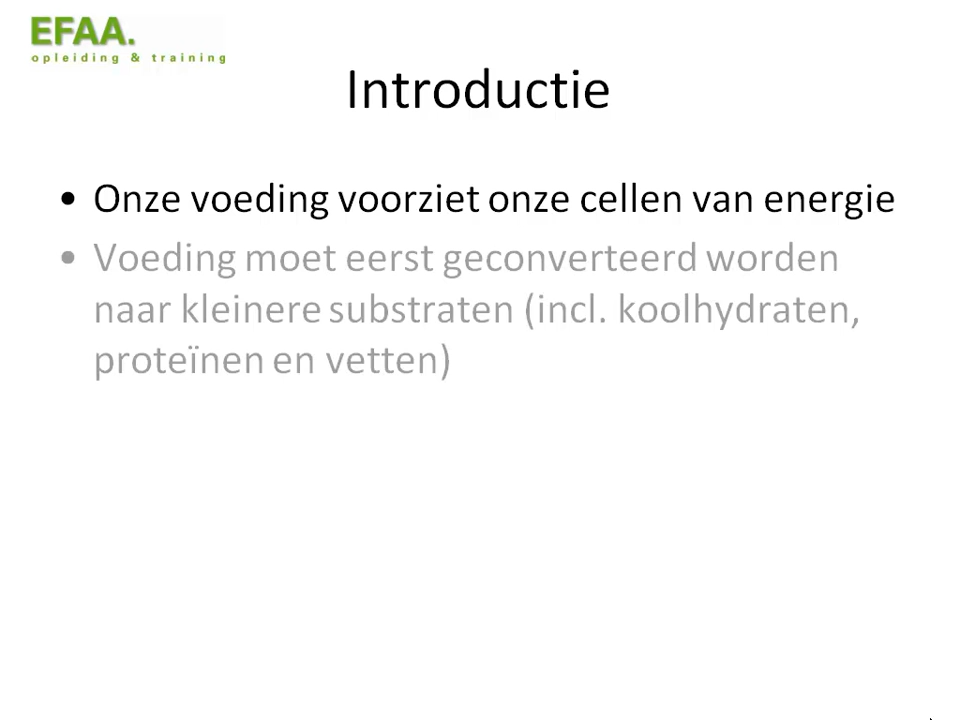 EFAA.
opleiding & training
Introductie
• Onze voeding voorziet onze cellen van energie
• Voeding moet eerst geconverteerd worden
naar kleinere substraten (incl. koolhydraten,
proteïnen en vetten)